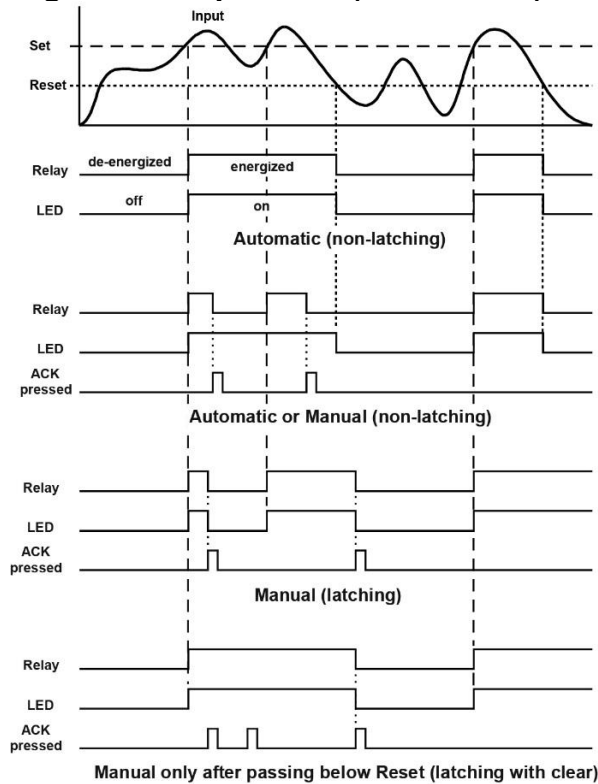 Input
Set
Reset
de-energized
energized
Relay
off
on
LED
Automatic (non-latching)
Relay
LED
ACK
pressed
Automatic or Manual (non-latching)
Relay
LED
ACK
pressed
Manual (latching)
Relay
LED
ACK
pressed
Manual only after passing below Reset (latching with clear)